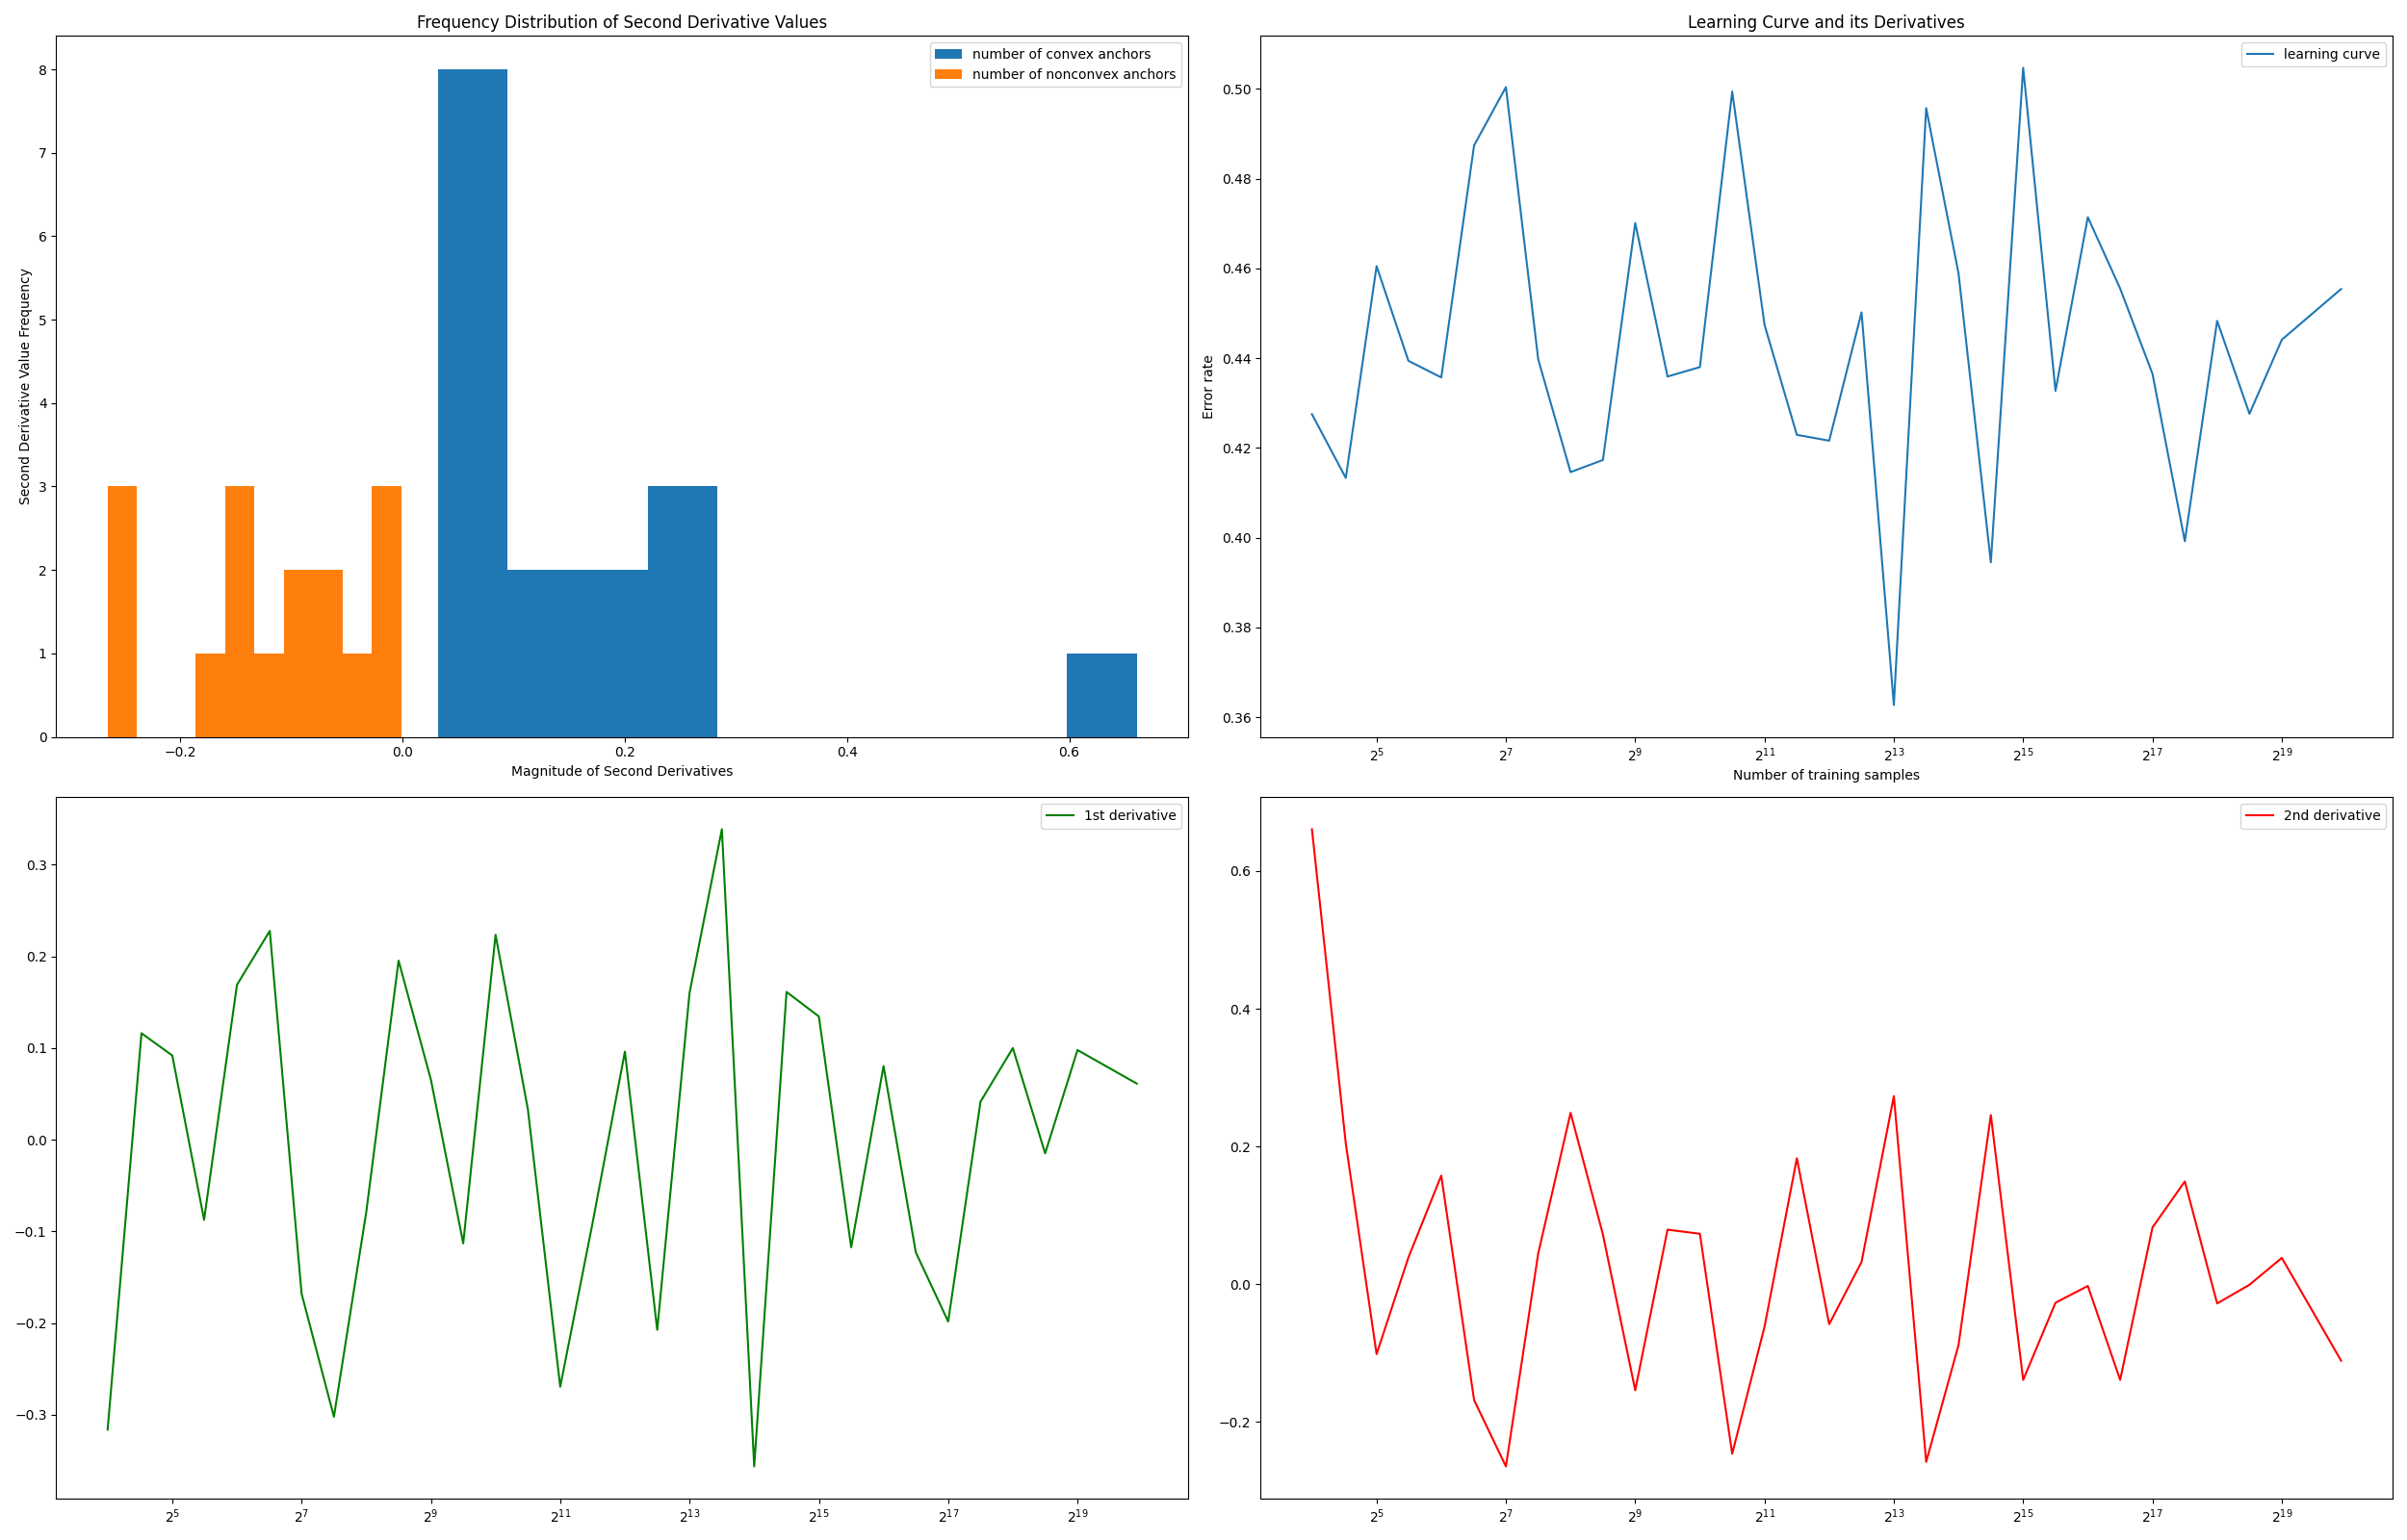 Frequency Distribution of Second Derivative Values
number of convex anchors
number of nonconvex anchors
8
7
6
5
4
3
2
1
0
Second Derivative Value Frequency
−0.2 0.0 0.2 0.4 0.6
Magnitude of Second Derivatives
Learning Curve and its Derivatives
learning curve
0.50
0.48
0.46
0.44
0.42
0.40
0.38
0.36
Error rate
2⁵ 2⁷ 2⁹ 2¹¹ 2¹³ 2¹⁵ 2¹⁷ 2¹⁹
Number of training samples
1st derivative
0.3
0.2
0.1
0.0
−0.1
−0.2
−0.3
2⁵ 2⁷ 2⁹ 2¹¹ 2¹³ 2¹⁵ 2¹⁷ 2¹⁹
2nd derivative
0.6
0.4
0.2
0.0
−0.2
2⁵ 2⁷ 2⁹ 2¹¹ 2¹³ 2¹⁵ 2¹⁷ 2¹⁹